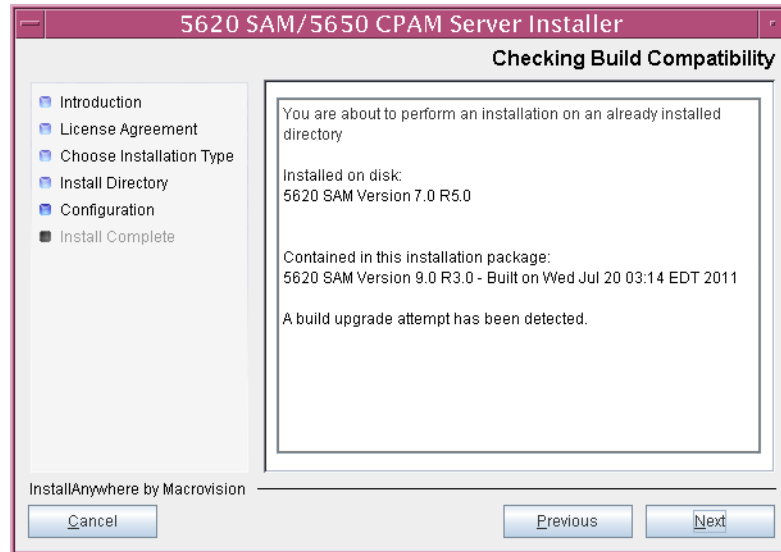 5620 SAM/5650 CPAM Server Installer
Checking Build Compatibility
Introduction
License Agreement
Choose Installation Type
Install Directory
Configuration
Install Complete
You are about to perform an installation on an already installed
directory
Installed on disk:
5620 SAM Version 7.0 R5.0
Contained in this installation package:
5620 SAM Version 9.0 R3.0 - Built on Wed Jul 20 03:14 EDT 2011
A build upgrade attempt has been detected.
InstallAnywhere by Macrovision
Cancel
Previous
Next